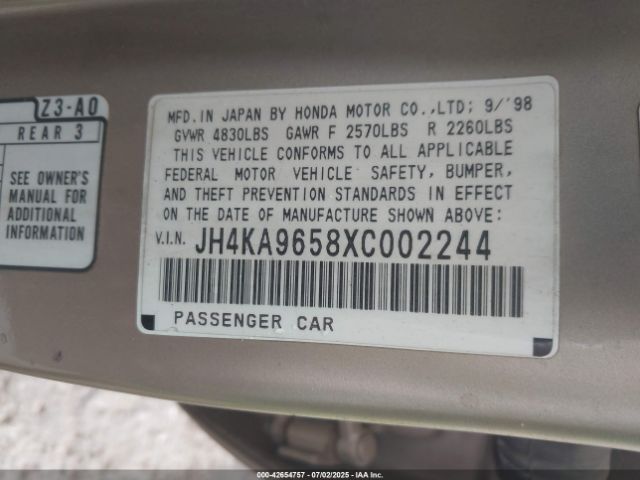 Z3-A0
REAR 3
SEE OWNER'S
MANUAL FOR
ADDITIONAL
INFORMATION
MFD.IN JAPAN BY HONDA MOTOR CO.,LTD; 9/'98
GVWR 4830LBS GAWR F 2570LBS R 2260LBS
THIS VEHICLE CONFORMS TO ALL APPLICABLE
FEDERAL MOTOR VEHICLE SAFETY, BUMPER,
AND THEFT PREVENTION STANDARDS IN EFFECT
ON THE DATE OF MANUFACTURE SHOWN ABOVE:
V.I.N. JH4KA9658XC002244
PASSENGER CAR
000-42654757 - 07/02/2025 - IAA Inc.